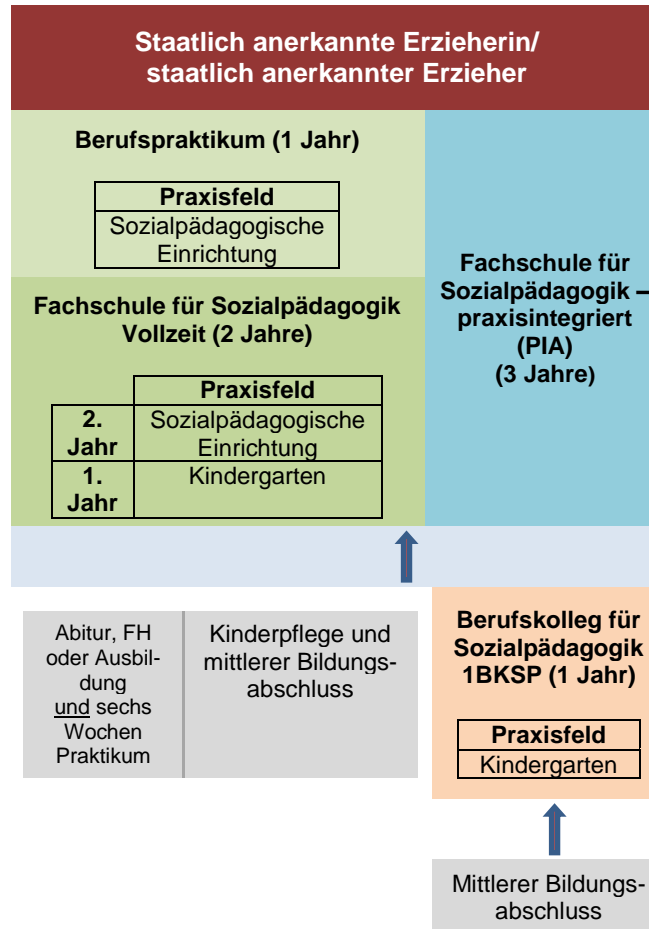 Staatlich anerkannte Erzieherin/
staatlich anerkannter Erzieher
Berufspraktikum (1 Jahr)
Praxisfeld
Sozialpädagogische
Einrichtung
Fachschule für Sozialpädagogik
Vollzeit (2 Jahre)
Praxisfeld
2.
Jahr
Sozialpädagogische
Einrichtung
1.
Jahr
Kindergarten
Fachschule für
Sozialpädagogik –
praxisintegriert
(PIA)
(3 Jahre)
Abitur, FH
oder Ausbil-
dung
und sechs
Wochen
Praktikum
Kinderpflege und
mittlerer Bildungs-
abschluss
Berufskolleg für
Sozialpädagogik
1BKSP (1 Jahr)
Praxisfeld
Kindergarten
Mittlerer Bildungs-
abschluss